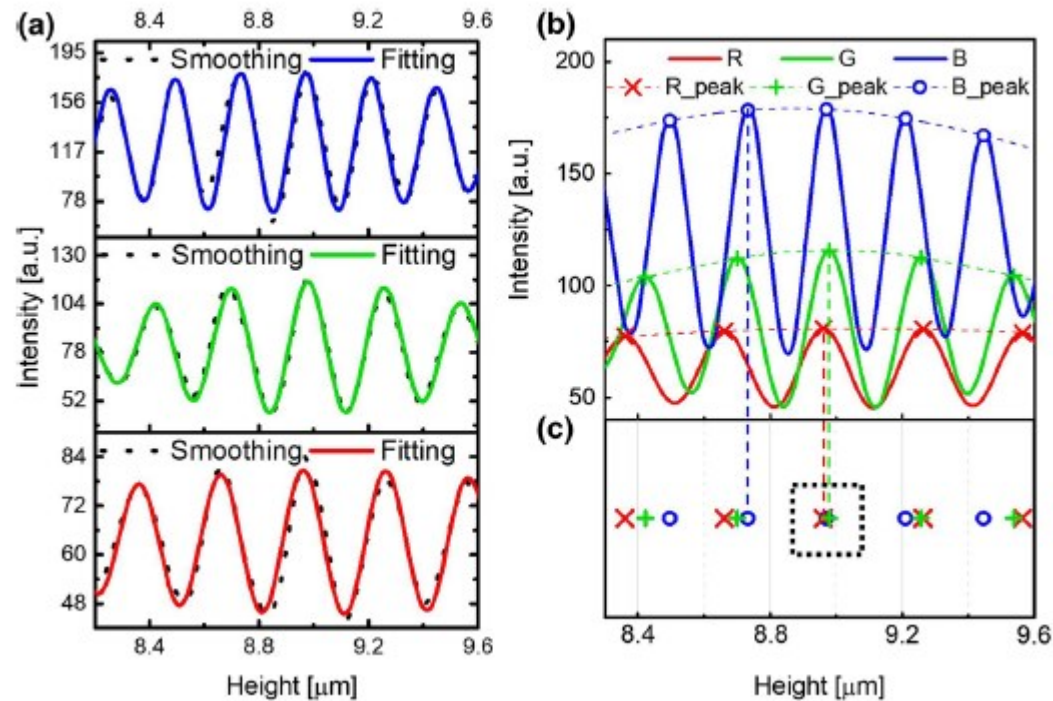 (a)
8.4 8.8 9.2 9.6
195
156
117
78
Smoothing Fitting
130
104
78
52
Smoothing Fitting
84
72
60
48
Smoothing Fitting
Intensity [a.u.]
8.4 8.8 9.2 9.6
Height [μm]
(b)
200
150
100
50
Intensity [a.u.]
R G B
R_peak G_peak B_peak
(c)
8.4 8.8 9.2 9.6
Height [μm]